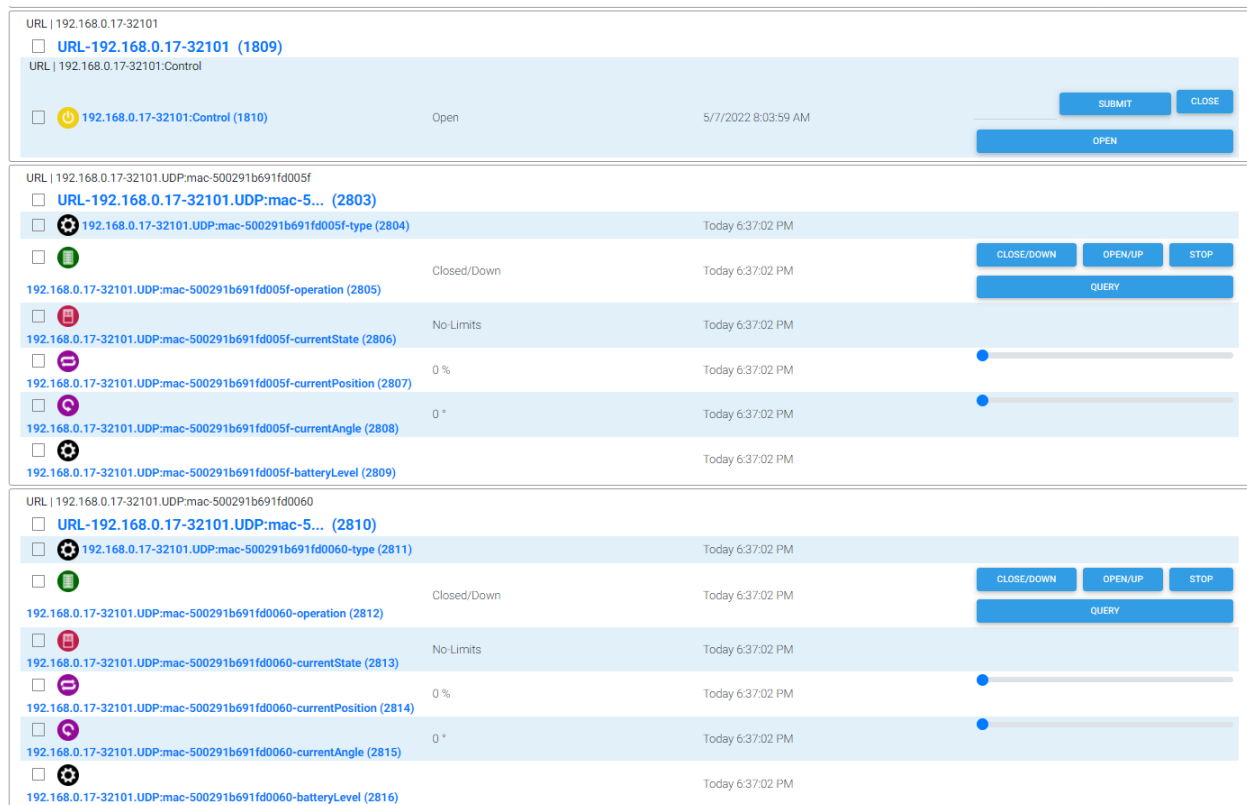 URL | 192.168.0.17-32101
URL-192.168.0.17-32101 (1809)
URL | 192.168.0.17-32101:Control
192.168.0.17-32101:Control (1810) Open 5/7/2022 8:03:59 AM SUBMIT CLOSE
OPEN
URL | 192.168.0.17-32101.UDP:mac-500291b691fd005f
URL-192.168.0.17-32101.UDP:mac-5... (2803)
192.168.0.17-32101.UDP:mac-500291b691fd005f-type (2804) Today 6:37:02 PM
CLOSE/DOWN OPEN/UP STOP
Closed/Down Today 6:37:02 PM
192.168.0.17-32101.UDP:mac-500291b691fd005f-operation (2805) QUERY
No-Limits Today 6:37:02 PM
192.168.0.17-32101.UDP:mac-500291b691fd005f-currentState (2806)
0 % Today 6:37:02 PM
192.168.0.17-32101.UDP:mac-500291b691fd005f-currentPosition (2807)
0 ° Today 6:37:02 PM
192.168.0.17-32101.UDP:mac-500291b691fd005f-currentAngle (2808)
Today 6:37:02 PM
192.168.0.17-32101.UDP:mac-500291b691fd005f-batteryLevel (2809)
URL | 192.168.0.17-32101.UDP:mac-500291b691fd0060
URL-192.168.0.17-32101.UDP:mac-5... (2810)
192.168.0.17-32101.UDP:mac-500291b691fd0060-type (2811) Today 6:37:02 PM
CLOSE/DOWN OPEN/UP STOP
Closed/Down Today 6:37:02 PM
192.168.0.17-32101.UDP:mac-500291b691fd0060-operation (2812) QUERY
No-Limits Today 6:37:02 PM
192.168.0.17-32101.UDP:mac-500291b691fd0060-currentState (2813)
0 % Today 6:37:02 PM
192.168.0.17-32101.UDP:mac-500291b691fd0060-currentPosition (2814)
0 ° Today 6:37:02 PM
192.168.0.17-32101.UDP:mac-500291b691fd0060-currentAngle (2815)
Today 6:37:02 PM
192.168.0.17-32101.UDP:mac-500291b691fd0060-batteryLevel (2816)